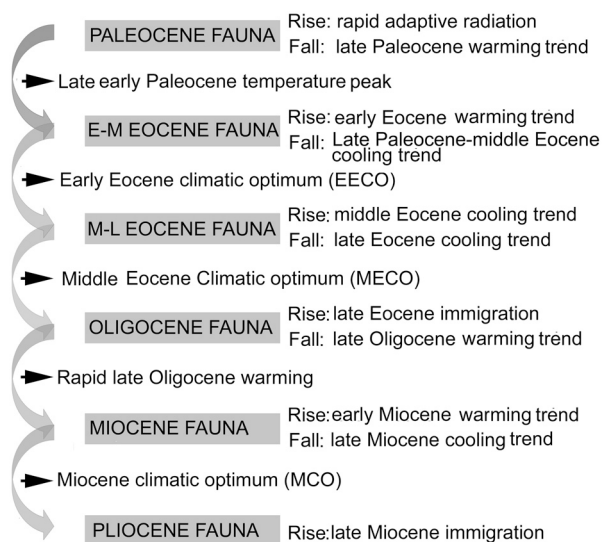 PALEOCENE FAUNA
Rise: rapid adaptive radiation
Fall: late Paleocene warming trend
Late early Paleocene temperature peak
E-M EOCENE FAUNA
Rise: early Eocene warming trend
Fall: Late Paleocene-middle Eocene
cooling trend
Early Eocene climatic optimum (EECO)
M-L EOCENE FAUNA
Rise: middle Eocene cooling trend
Fall: late Eocene cooling trend
Middle Eocene Climatic optimum (MECO)
OLIGOCENE FAUNA
Rise: late Eocene immigration
Fall: late Oligocene warming trend
Rapid late Oligocene warming
MIOCENE FAUNA
Rise:early Miocene warming trend
Fall: late Miocene cooling trend
Miocene climatic optimum (MCO)
PLIOCENE FAUNA
Rise:late Miocene immigration